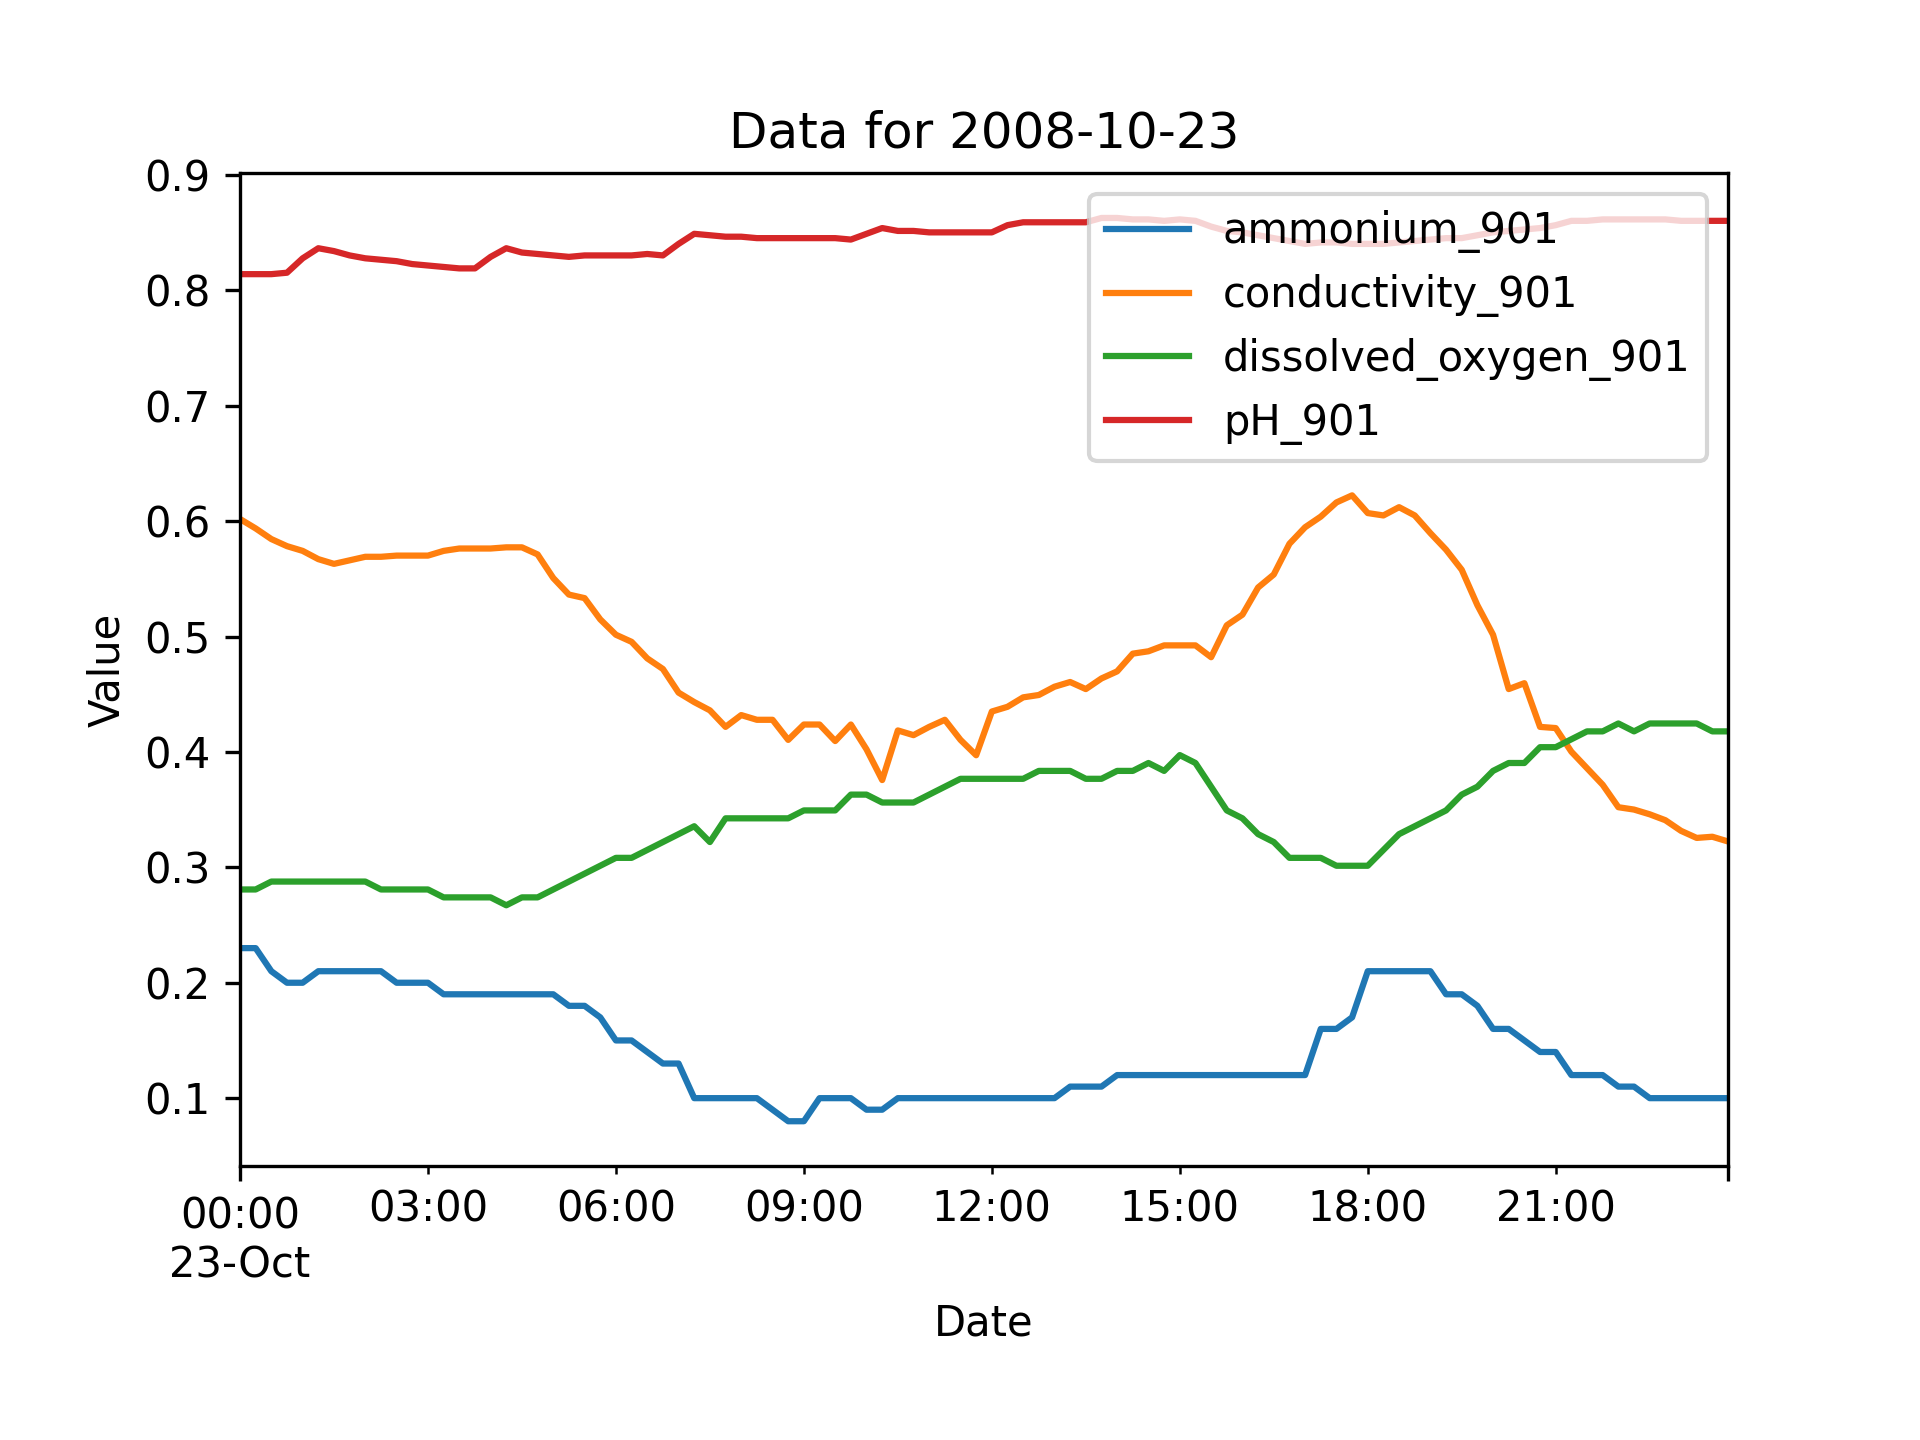 Data for 2008-10-23
0.9
0.8
0.7
0.6
0.5
0.4
0.3
0.2
0.1
Value
ammonium_901
conductivity_901
dissolved_oxygen_901
pH_901
00:00 03:00 06:00 09:00 12:00 15:00 18:00 21:00
23-Oct
Date